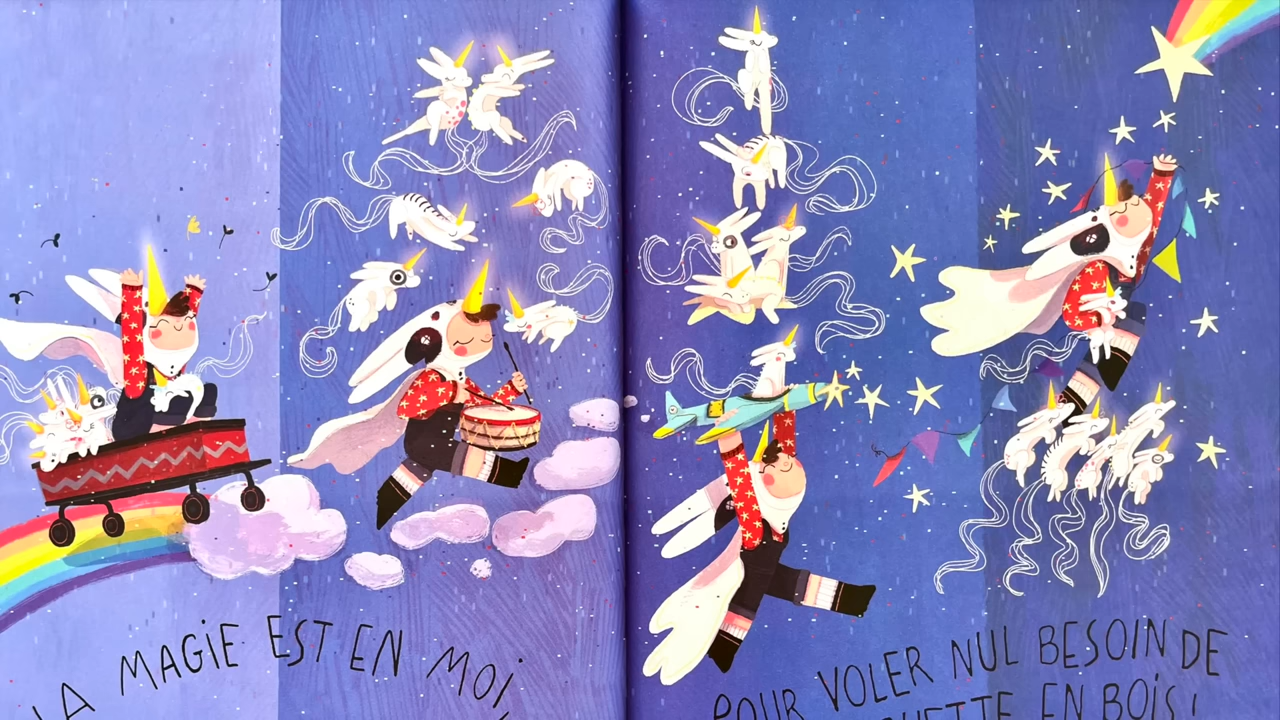 LA MAGiE EST EN MOi,
POUR VOLER NUL BESOiN DE
EN BOiS !